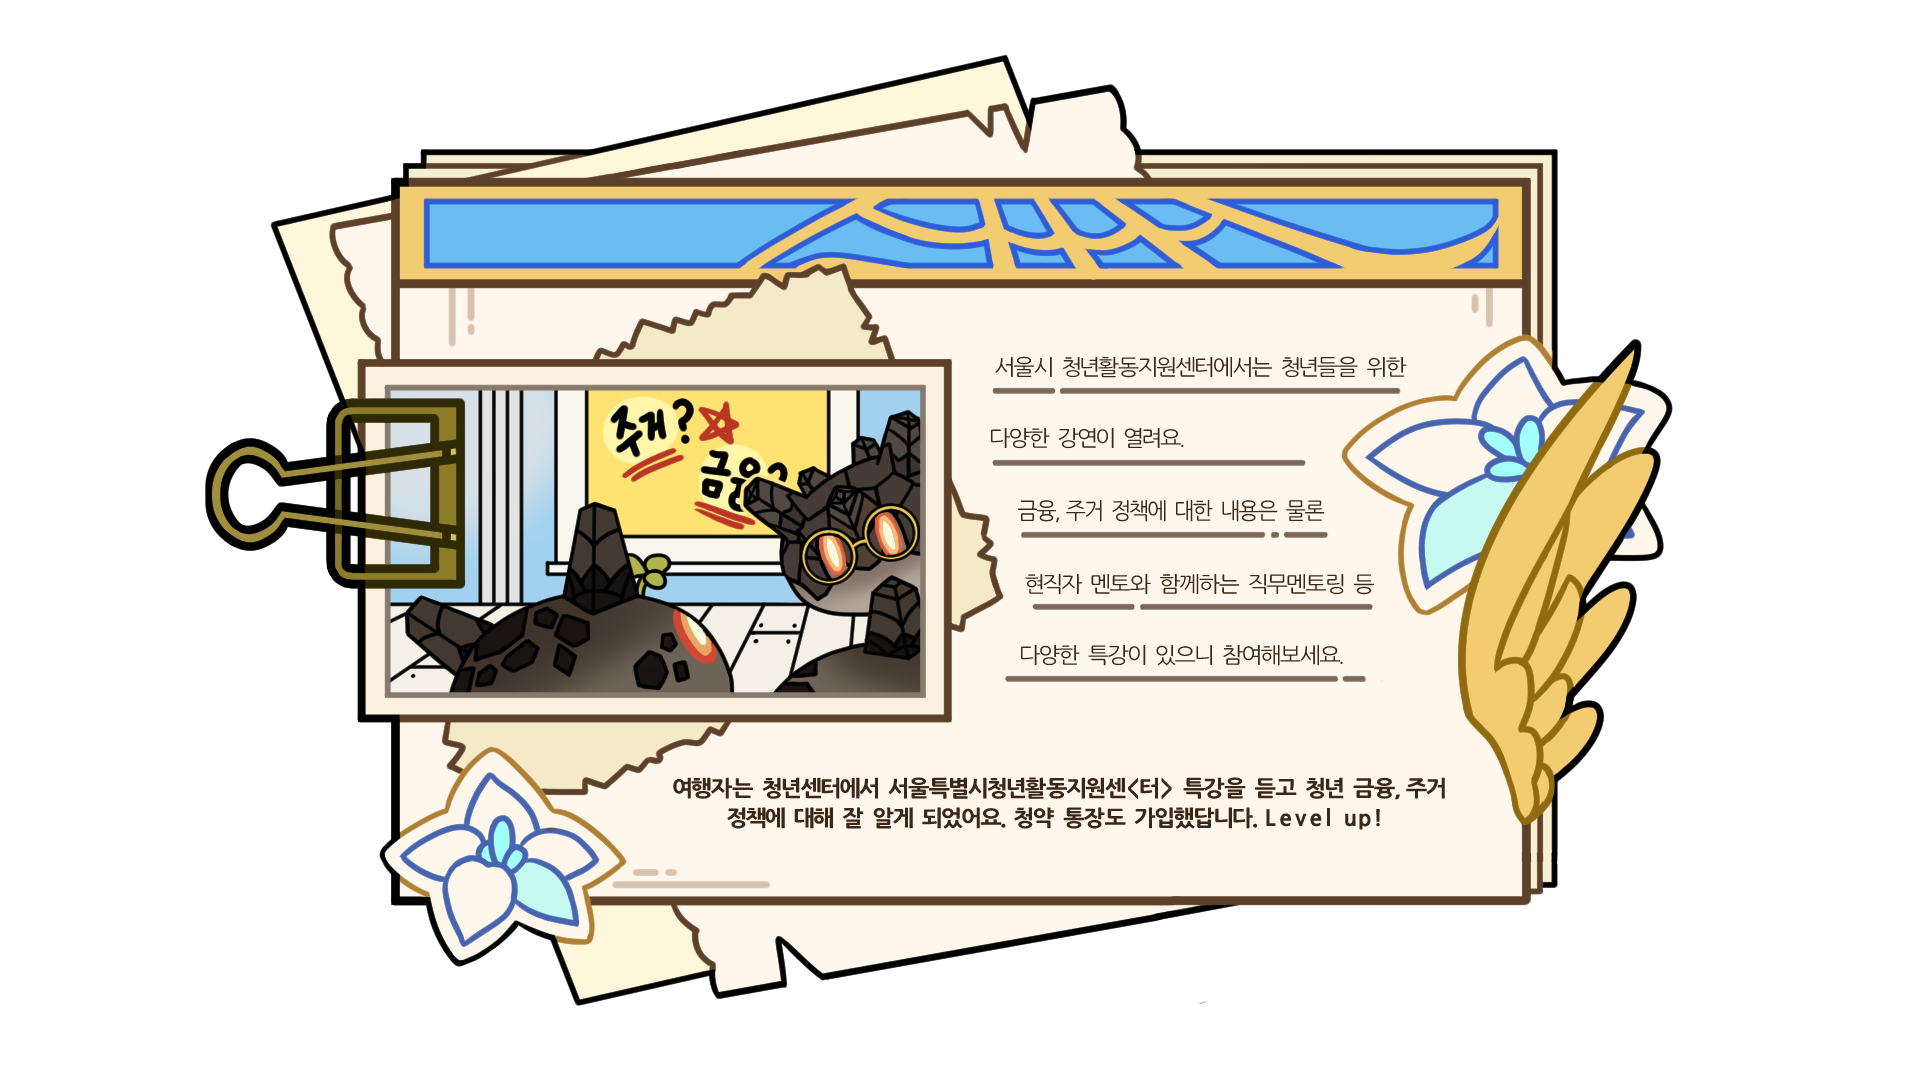 주거?
금융?
서울시 청년활동지원센터에서는 청년들을 위한
다양한 강연이 열려요.
금융, 주거 정책에 대한 내용은 물론
현직자 멘토와 함께하는 직무멘토링 등
다양한 특강이 있으니 참여해보세요.
여행자는 청년센터에서 서울특별시청년활동지원센<터> 특강을 듣고 청년 금융, 주거
정책에 대해 잘 알게 되었어요. 청약 통장도 가입했답니다. Level up!